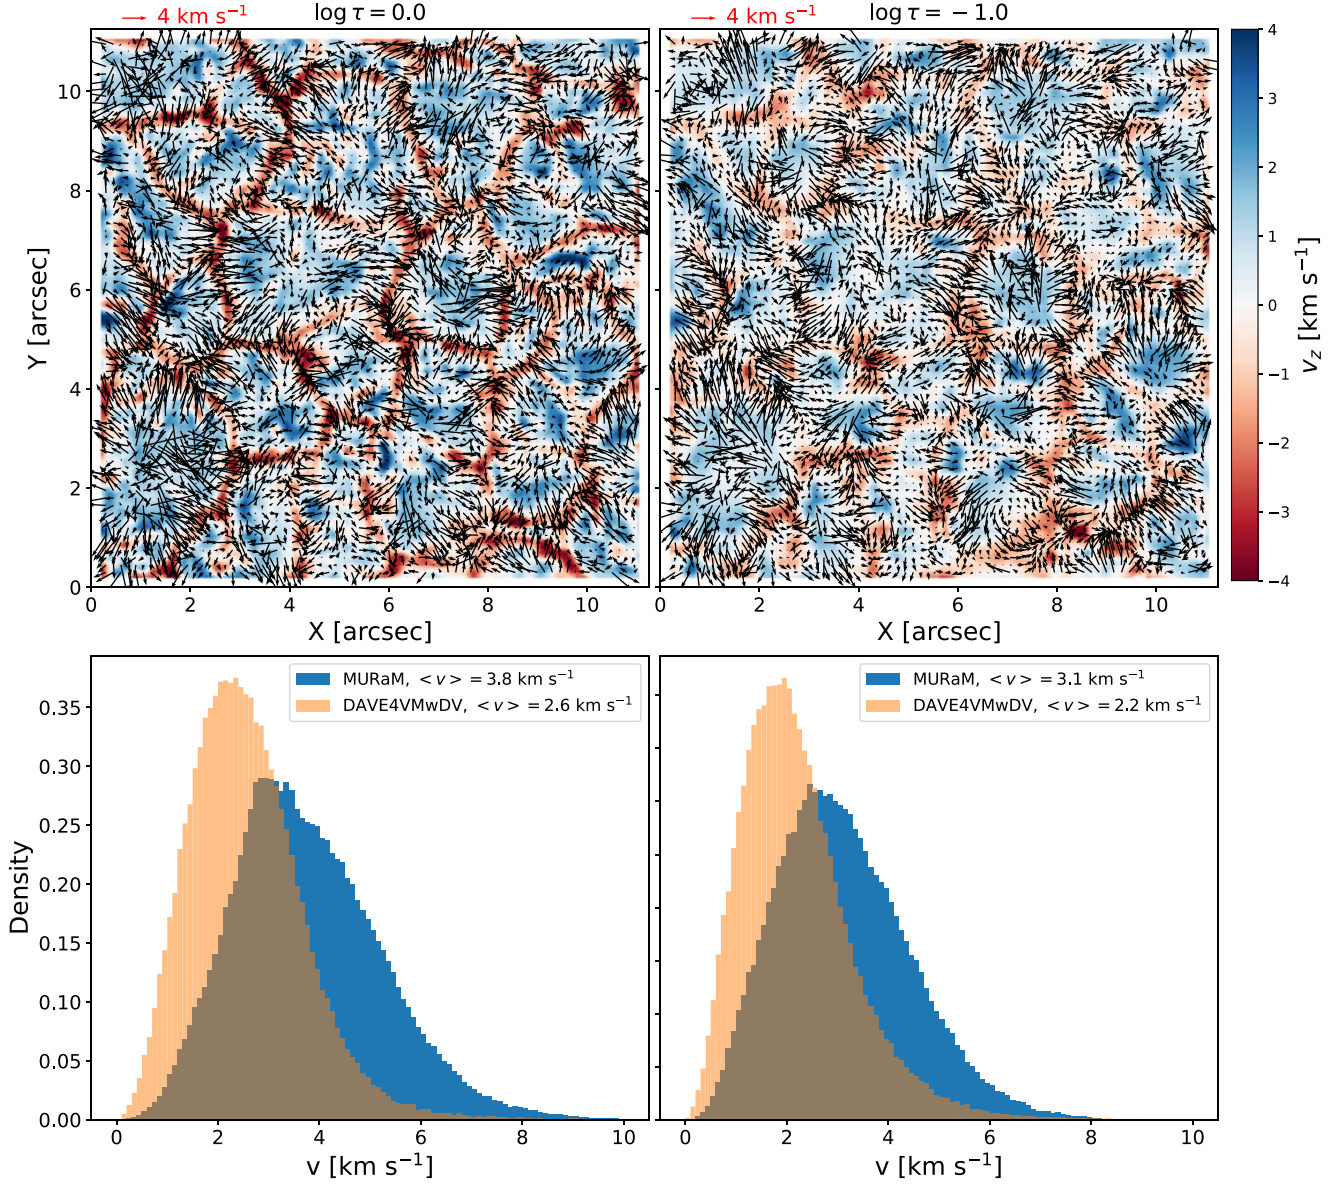 → 4 km s⁻¹ log τ = 0.0
→ 4 km s⁻¹ log τ = −1.0
10
8
6
4
2
0
Y [arcsec]
0 2 4 6 8 10
X [arcsec]
0 2 4 6 8 10
X [arcsec]
4
3
2
1
0
−1
−2
−3
−4
v_z [km s⁻¹]
MURaM, < v > = 3.8 km s⁻¹
DAVE4VMwDV, < v > = 2.6 km s⁻¹
MURaM, < v > = 3.1 km s⁻¹
DAVE4VMwDV, < v > = 2.2 km s⁻¹
0.35
0.30
0.25
0.20
0.15
0.10
0.05
0.00
Density
0 2 4 6 8 10
v [km s⁻¹]
0 2 4 6 8 10
v [km s⁻¹]